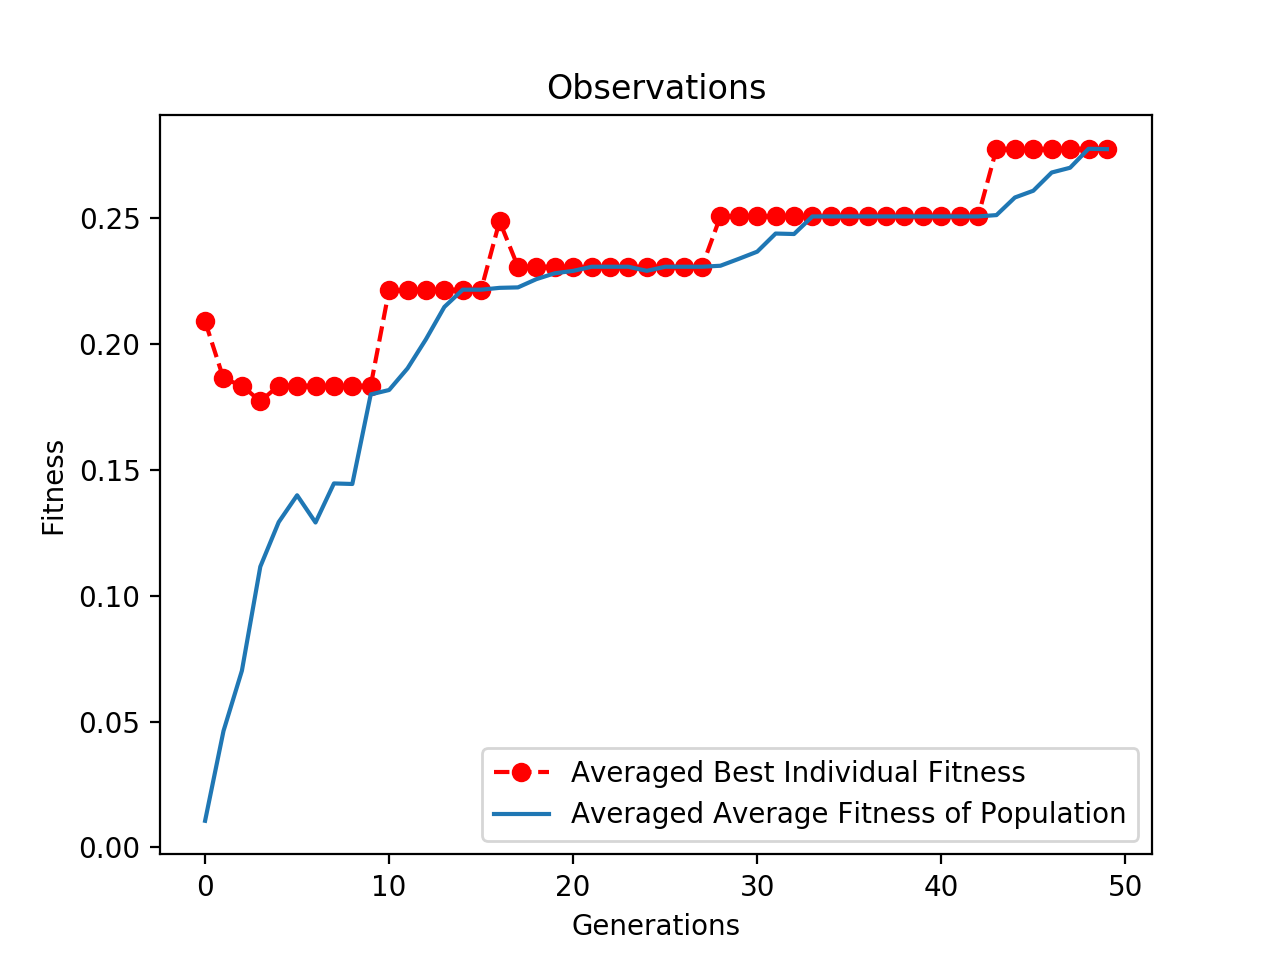 Observations
Fitness
0.25
0.20
0.15
0.10
0.05
0.00
0 10 20 30 40 50
Generations
Averaged Best Individual Fitness
Averaged Average Fitness of Population